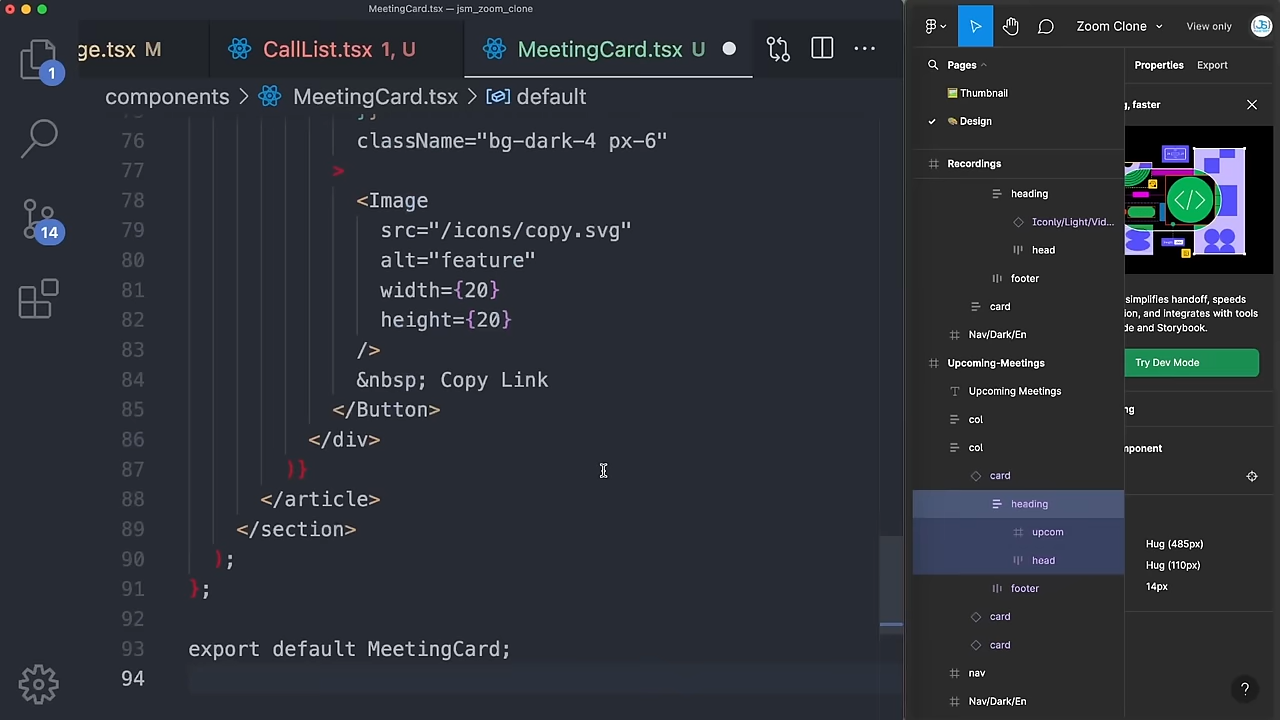 MeetingCard.tsx — jsm_zoom_clone
ge.tsx M
CallList.tsx 1, U
MeetingCard.tsx U
components > MeetingCard.tsx > default
1
14
76 className="bg-dark-4 px-6"
77 >
78 <Image
79 src="/icons/copy.svg"
80 alt="feature"
81 width={20}
82 height={20}
83 />
84 &nbsp; Copy Link
85 </Button>
86 </div>
87 )}
88 </article>
89 </section>
90 );
91 };
92
93 export default MeetingCard;
94
Zoom Clone
View only
Pages
Thumbnail
Design
Recordings
heading
Iconly/Light/Vid...
head
footer
card
Nav/Dark/En
Upcoming-Meetings
Upcoming Meetings
col
col
card
heading
upcom
head
footer
card
card
nav
Nav/Dark/En
Properties
Export
g, faster
</>
simplifies handoff, speeds
ion, and integrates with tools
de and Storybook.
Try Dev Mode
ng
mponent
Hug (485px)
Hug (110px)
14px
?